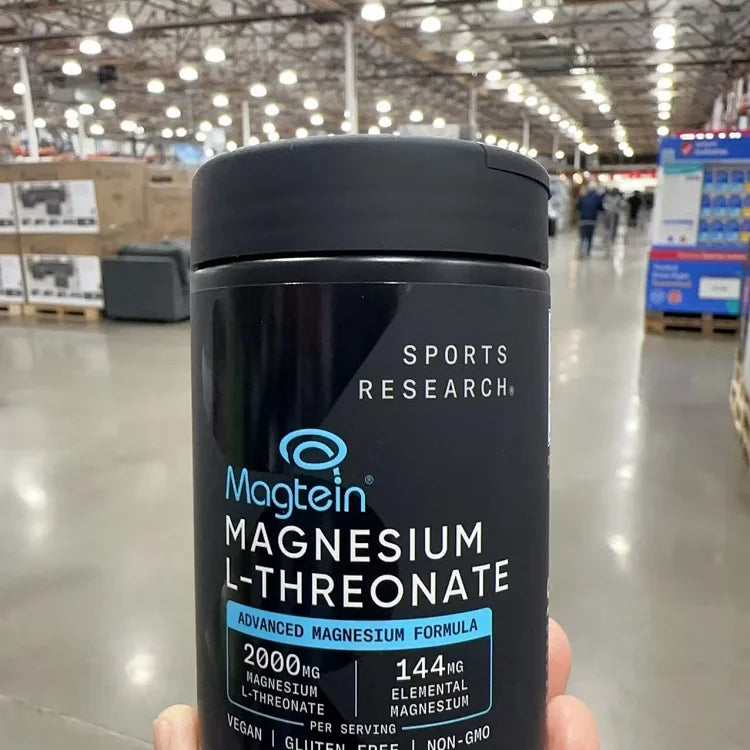 SPORTS
RESEARCH®
Magtein®
MAGNESIUM
L-THREONATE
ADVANCED MAGNESIUM FORMULA
2000MG
MAGNESIUM
L-THREONATE
144MG
ELEMENTAL
MAGNESIUM
PER SERVING
VEGAN | GLUTEN FREE | NON-GMO